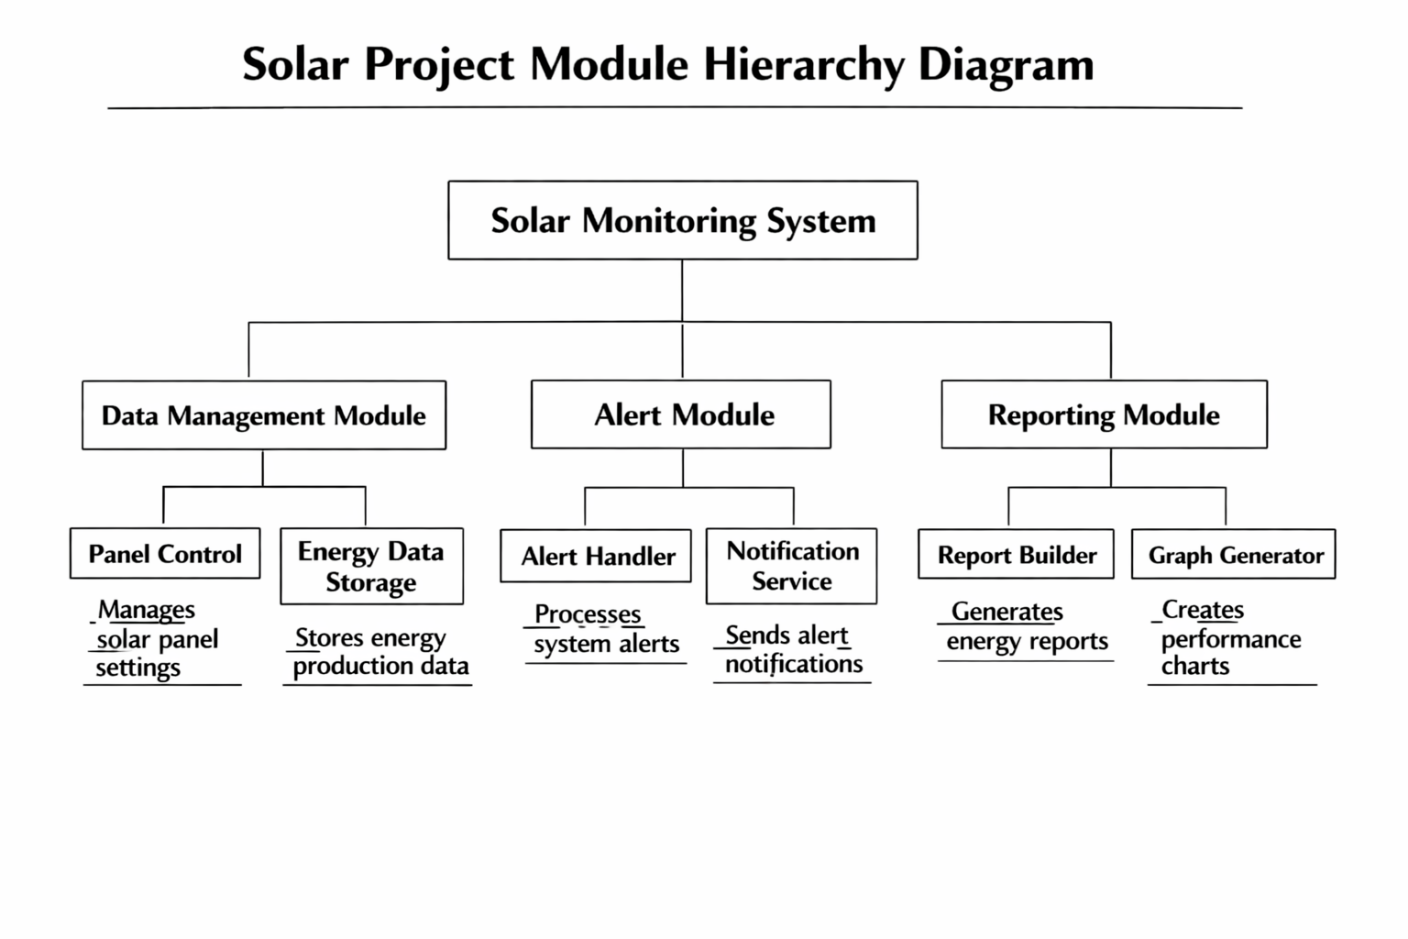 Solar Project Module Hierarchy Diagram
Solar Monitoring System
Data Management Module
Alert Module
Reporting Module
Panel Control
Manages
solar panel
settings
Energy Data
Storage
Stores energy
production data
Alert Handler
Processes
system alerts
Notification
Service
Sends alert
notifications
Report Builder
Generates
energy reports
Graph Generator
Creates
performance
charts